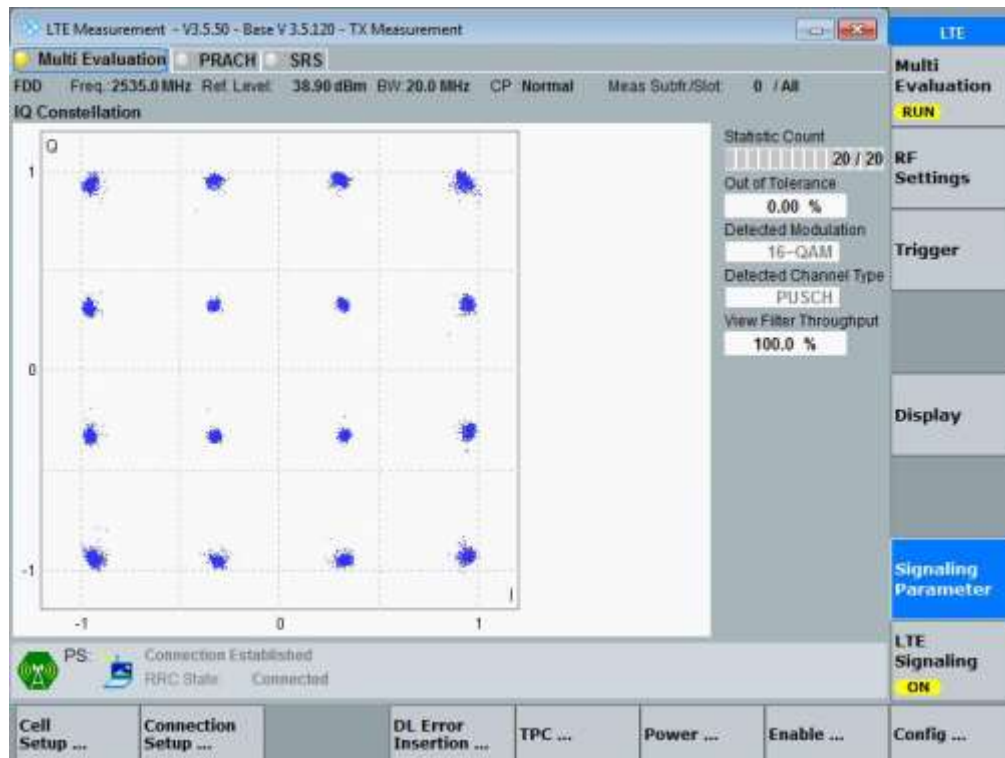 LTE Measurement - V3.5.50 - Base V 3.5.120 - TX Measurement
LTE
Multi Evaluation PRACH SRS
FDD Freq.:2535.0 MHz Ref. Level: 38.90 dBm BW:20.0 MHz CP Normal Meas Subfr./Slot 0 / All
IQ Constellation
Q
1
0
-1
I
-1 0 1
Statistic Count
20 / 20
Out of Tolerance
0.00 %
Detected Modulation
16-QAM
Detected Channel Type
PUSCH
View Filter Throughput
100.0 %
Multi
Evaluation
RUN
RF
Settings
Trigger
Display
Signaling
Parameter
LTE
Signaling
ON
PS: Connection Established
RRC State Connected
Cell
Setup ...
Connection
Setup ...
DL Error
Insertion ...
TPC ...
Power ...
Enable ...
Config ...